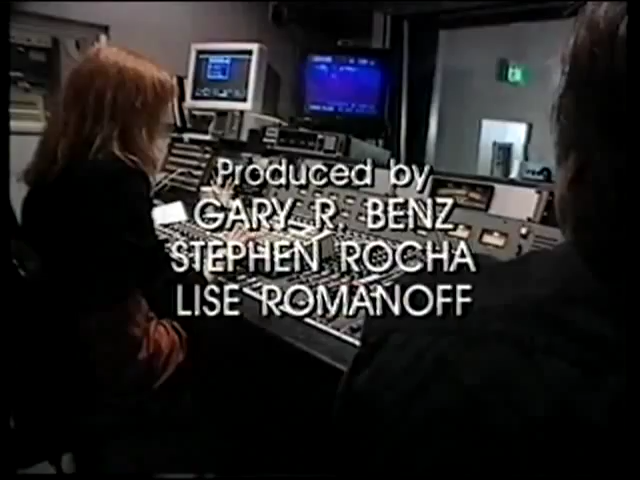 Produced by
GARY R. BENZ
STEPHEN ROCHA
LISE ROMANOFF